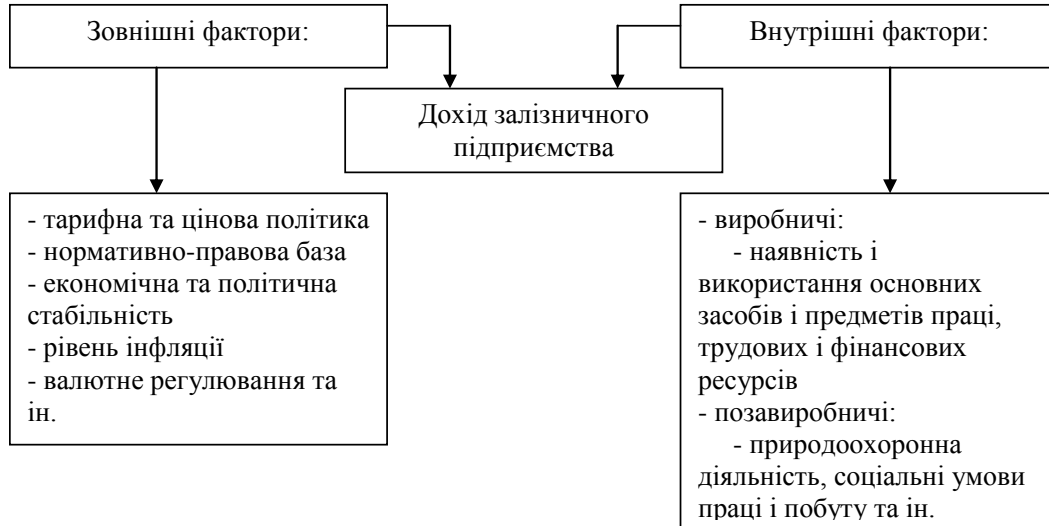 Зовнішні фактори:
Внутрішні фактори:
Дохід залізничного
підприємства
- тарифна та цінова політика
- нормативно-правова база
- економічна та політична
стабільність
- рівень інфляції
- валютне регулювання та
ін.
- виробничі:
- наявність і
використання основних
засобів і предметів праці,
трудових і фінансових
ресурсів
- позавиробничі:
- природоохоронна
діяльність, соціальні умови
праці і побуту та ін.